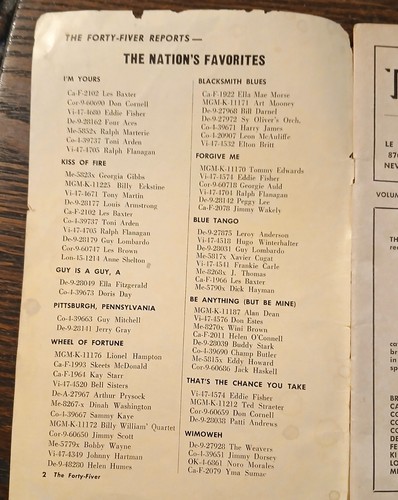 THE FORTY-FIVER REPORTS—
THE NATION'S FAVORITES
I'M YOURS
Ca-F-2102 Les Baxter
Cor-9-60690 Don Cornell
Vi-47-4680 Eddie Fisher
De-9-28162 Four Aces
Me-5852x Ralph Marterie
Co-4-39737 Toni Arden
Vi-47-4705 Ralph Flanagan
KISS OF FIRE
Me-5823x Georgia Gibbs
MGM-K-11225 Billy Eckstine
Vi-47-4671 Tony Martin
De-9-28177 Louis Armstrong
Ca-F-2102 Les Baxter
Co-4-39737 Toni Arden
Vi-47-4705 Ralph Flanagan
De-9-28179 Guy Lombardo
Cor-9-60747 Les Brown
Lon-45-1214 Anne Shelton
GUY IS A GUY, A
De-9-28049 Ella Fitzgerald
Co-4-39673 Doris Day
PITTSBURGH, PENNSYLVANIA
Co-4-39663 Guy Mitchell
De-9-28141 Jerry Gray
WHEEL OF FORTUNE
MGM-K-11176 Lionel Hampton
Ca-F-1993 Skeets McDonald
Ca-F-1964 Kay Starr
Vi-47-4520 Bell Sisters
De-A-27967 Arthur Prysock
Me-8267-x Dinah Washington
Co-4-39667 Sammy Kaye
MGM-K-11172 Billy William' Quartet
Cor-9-60650 Jimmy Scott
Me-5779x Bobby Wayne
Vi-47-4349 Johnny Hartman
De-9-48280 Helen Humes
2 The Forty-Fiver
BLACKSMITH BLUES
Ca-F-1922 Ella Mae Morse
MGM-K-11171 Art Mooney
De-9-27968 Bill Darnel
De-9-27972 Sy Oliver's Orch.
Co-4-39671 Harry James
Co-4-20907 Leon McAuliffe
Vi-47-4532 Elton Britt
FORGIVE ME
MGM-K-11170 Tommy Edwards
Vi-47-4574 Eddie Fisher
Cor-9-60718 Georgie Auld
Vi-47-4704 Ralph Flanagan
De-9-28142 Peggy Lee
Ca-F-2078 Jimmy Wakely
BLUE TANGO
De-9-27875 Leroy Anderson
Vi-47-4518 Hugo Winterhalter
De-9-28031 Guy Lombardo
Me-5817x Xavier Cugat
Vi-47-4541 Frankie Carle
Me-8268x J. Thomas
Ca-F-1966 Les Baxter
Me-5790x Dick Hayman
BE ANYTHING (BUT BE MINE)
MGM-K-11187 Alan Dean
Vi-47-4576 Don Estes
Me-8270x Wini Brown
Ca-F-2011 Helen O'Connell
De-9-28039 Buddy Stark
Co-4-39690 Champ Butler
Me-5815x Eddy Howard
Cor-9-60686 Jack Haskell
THAT'S THE CHANCE YOU TAKE
Vi-47-4574 Eddie Fisher
MGM-K-11212 Ted Straeter
Cor-9-60659 Don Cornell
De-9-28038 Patti Andrews
WIMOWEH
De-9-27928 The Weavers
Co-4-39651 Jimmy Dorsey
OK-4-6861 Noro Morales
Ca-F-2079 Yma Sumac
LE
VOLUM